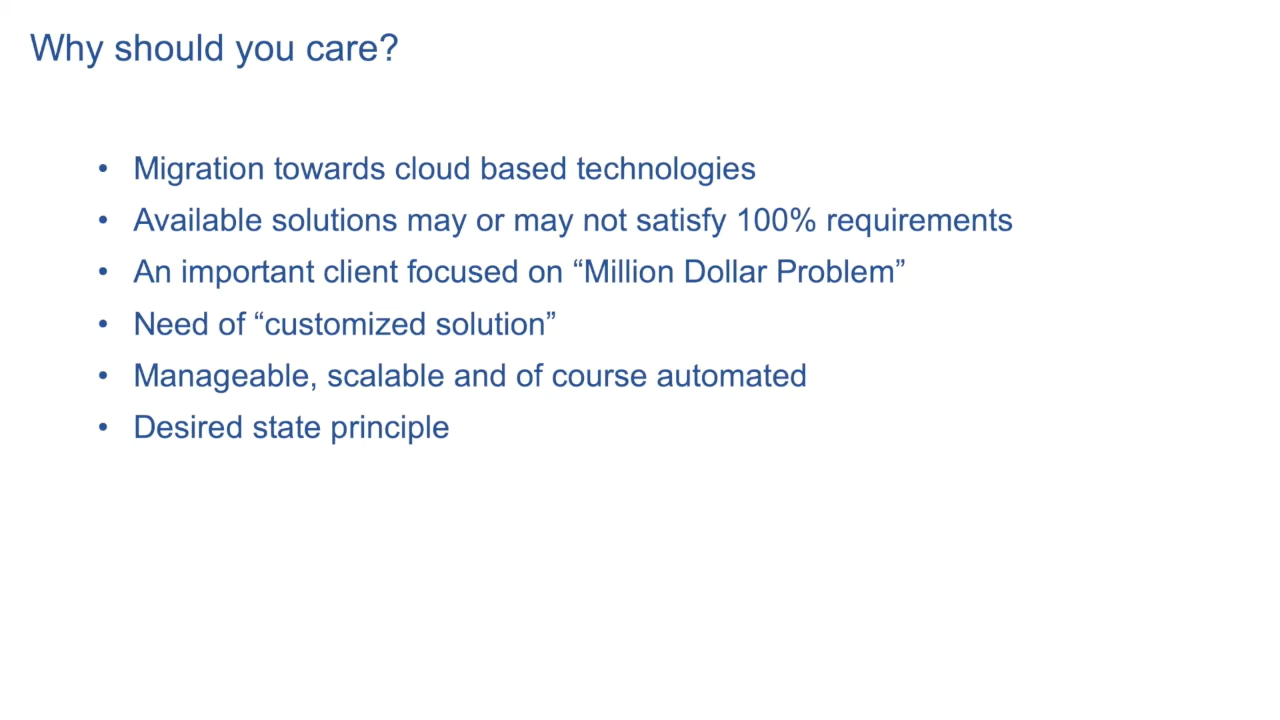 Why should you care?
• Migration towards cloud based technologies
• Available solutions may or may not satisfy 100% requirements
• An important client focused on “Million Dollar Problem”
• Need of “customized solution”
• Manageable, scalable and of course automated
• Desired state principle